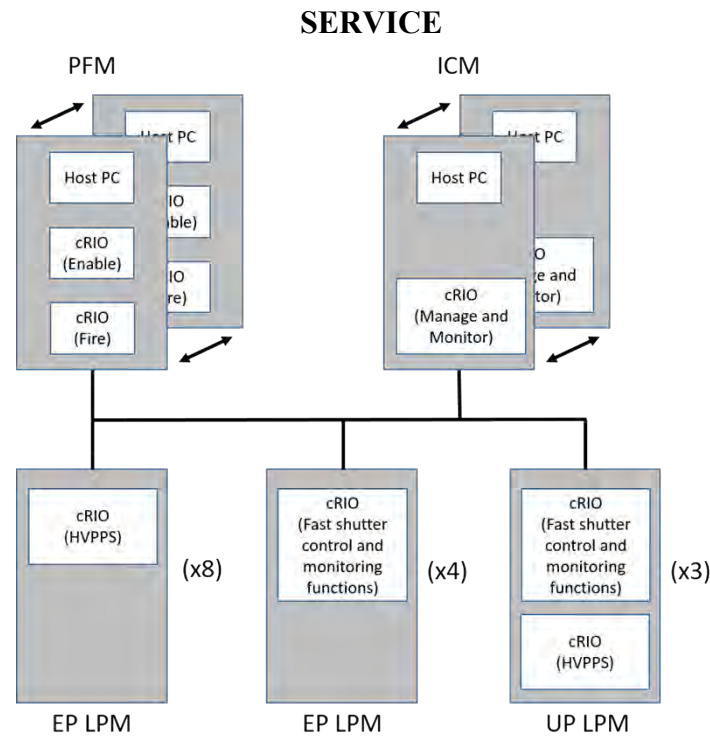 SERVICE
PFM
ICM
Host PC
Host PC
cRIO
(Enable)
cRIO
(Fire)
Host PC
Host PC
cRIO
(Manage and
Monitor)
cRIO
(HVPPS)
(x8)
cRIO
(Fast shutter
control and
monitoring
functions)
(x4)
cRIO
(Fast shutter
control and
monitoring
functions)
(x3)
cRIO
(HVPPS)
EP LPM
EP LPM
UP LPM